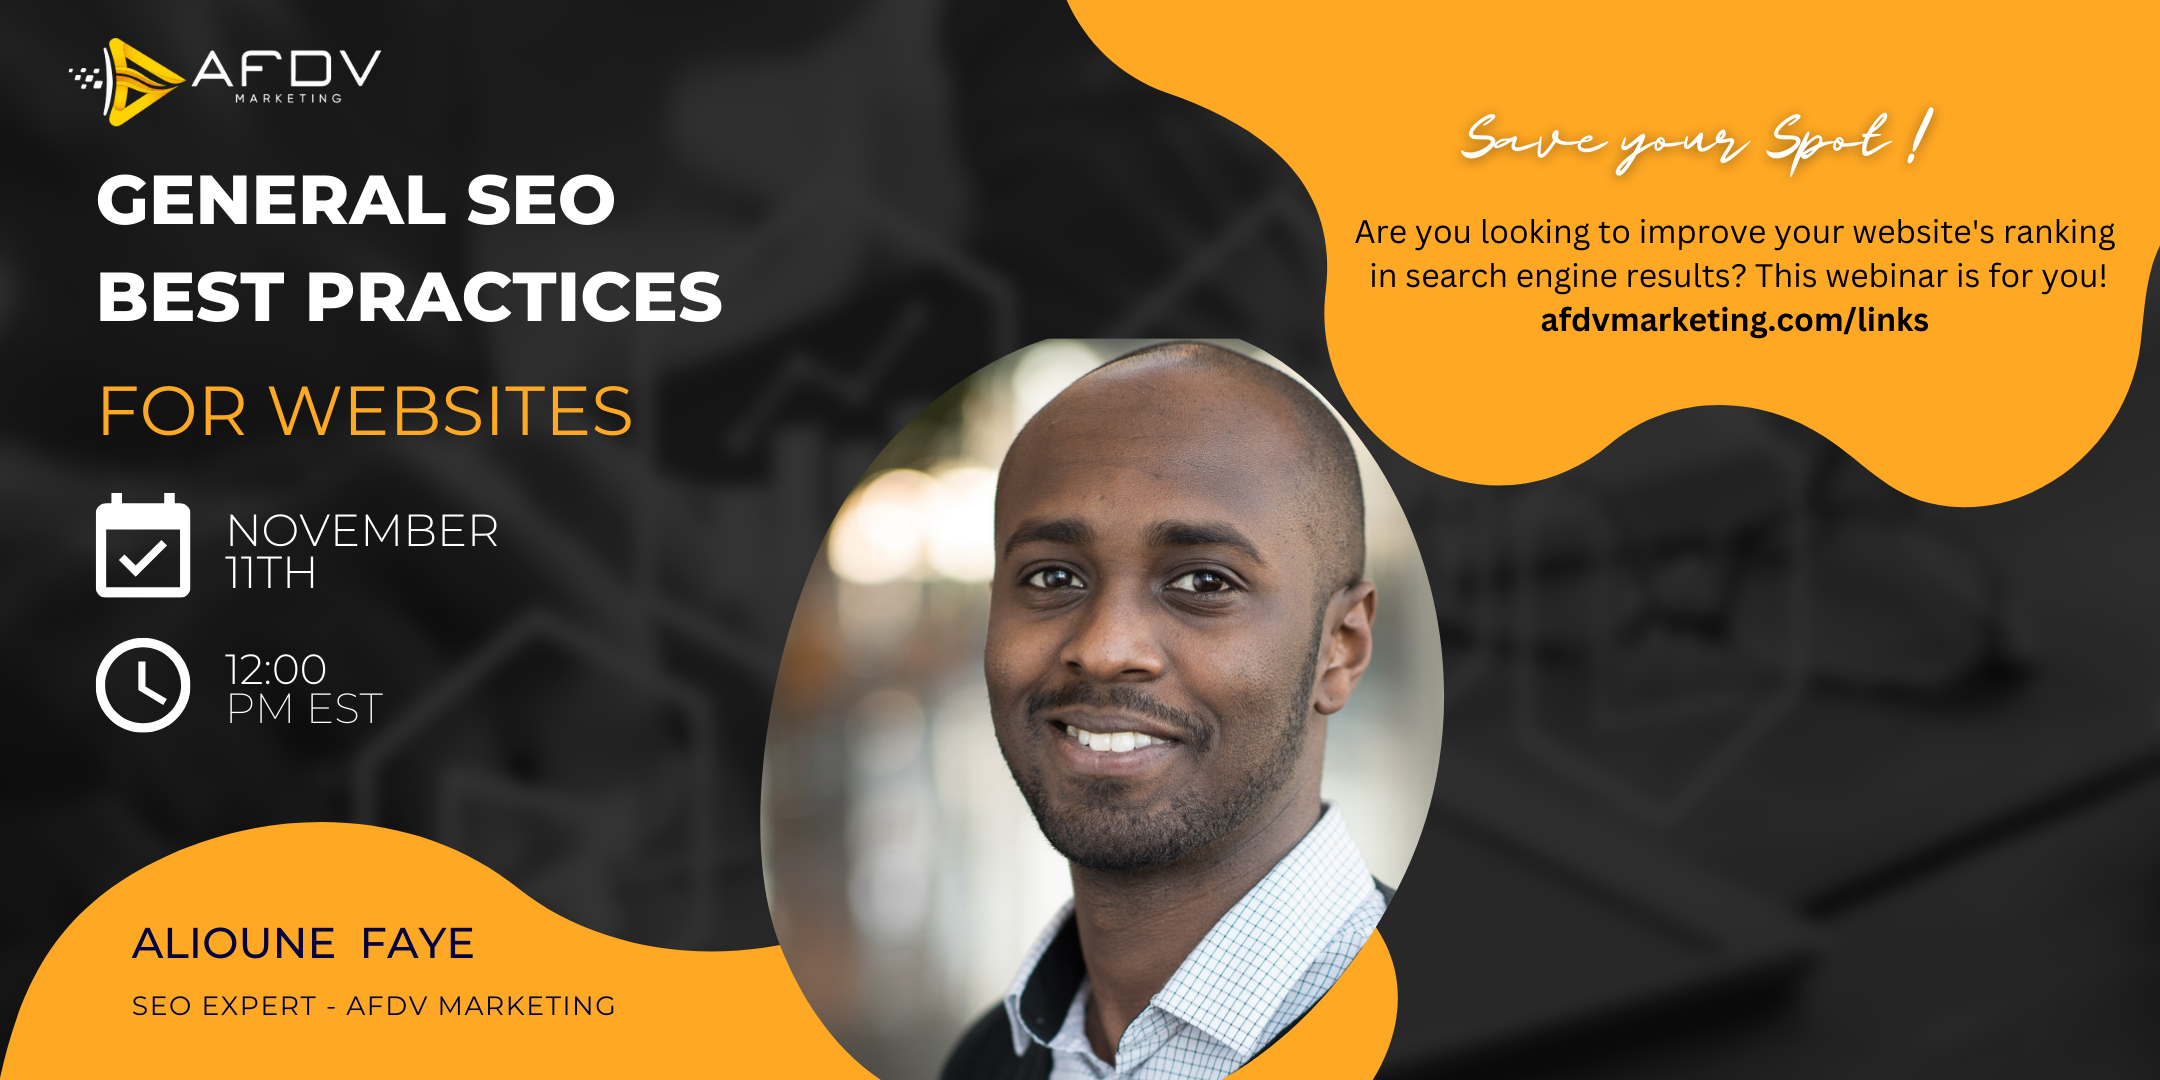 AFDV
MARKETING
GENERAL SEO
BEST PRACTICES
FOR WEBSITES
NOVEMBER
11TH
12:00
PM EST
ALIOUNE FAYE
SEO EXPERT - AFDV MARKETING
Save your Spot !
Are you looking to improve your website's ranking
in search engine results? This webinar is for you!
afdvmarketing.com/links